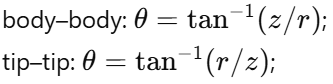 body–body: θ = tan⁻¹(z/r);
tip–tip: θ = tan⁻¹(r/z);